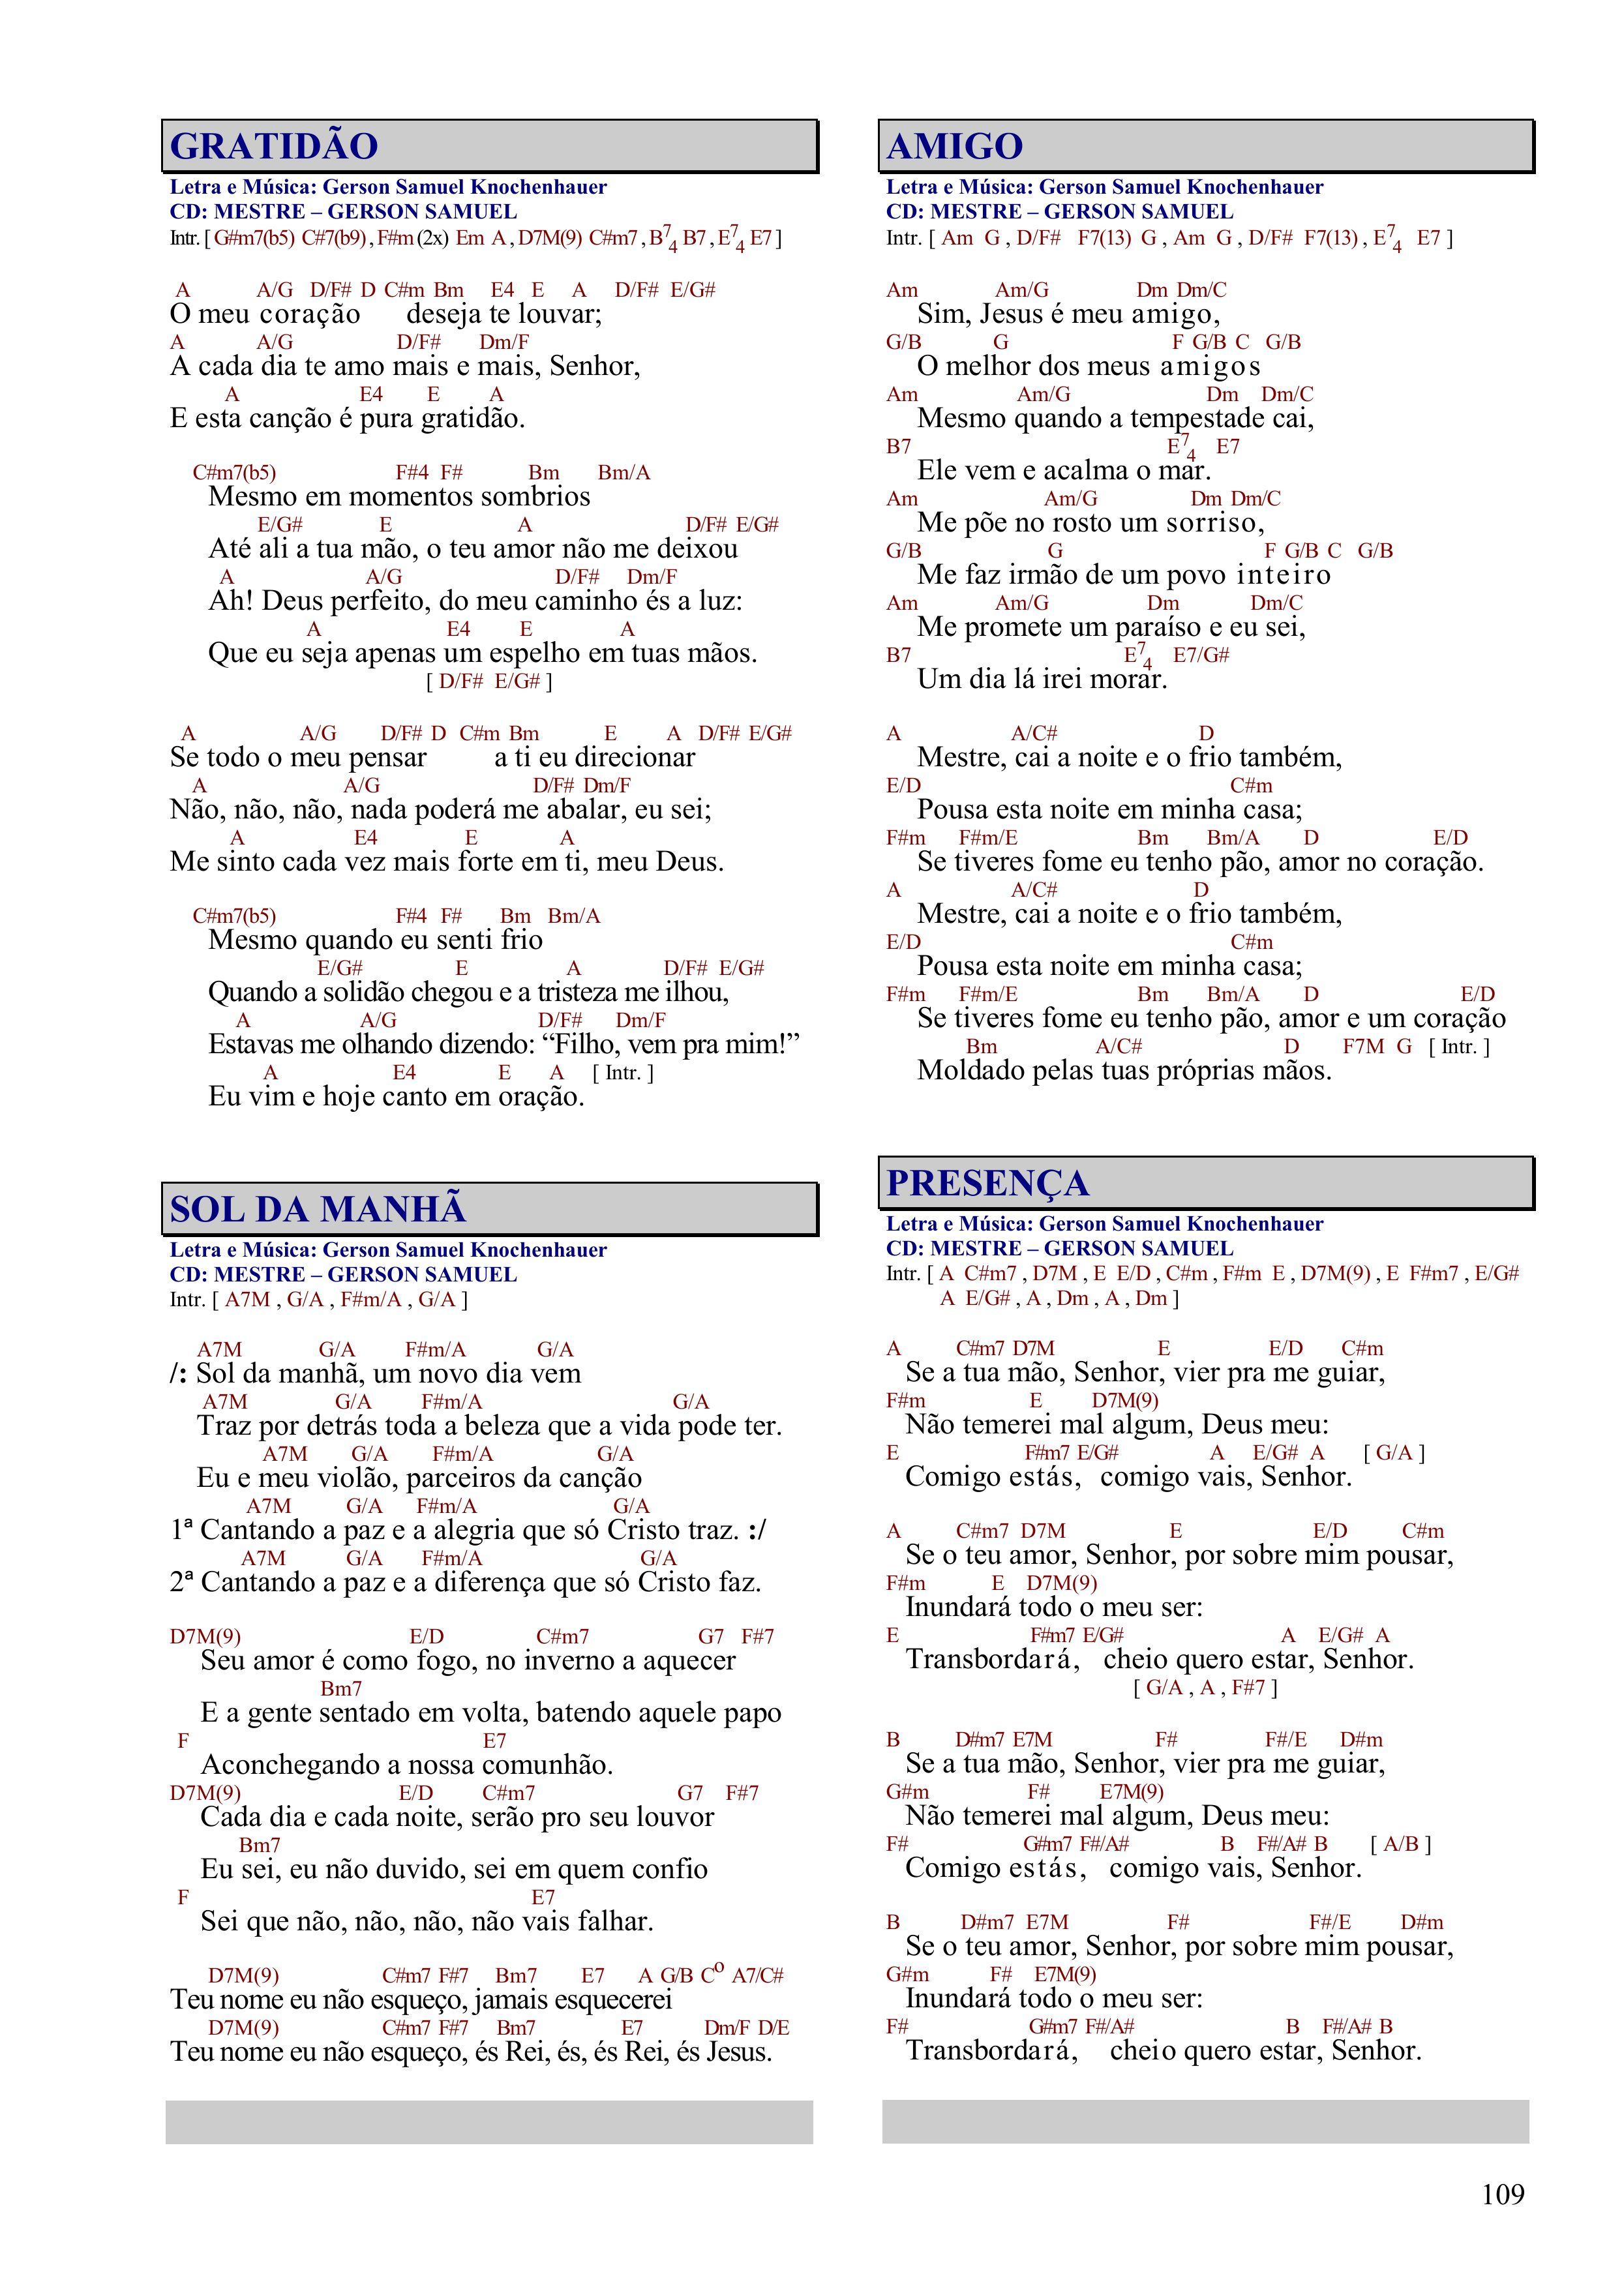 GRATIDÃO
Letra e Música: Gerson Samuel Knochenhauer
CD: MESTRE – GERSON SAMUEL
Intr. [ G#m7(b5) C#7(b9) , F#m (2x) Em A , D7M(9) C#m7 , B7/4 B7 , E7/4 E7 ]
A A/G D/F# D C#m Bm E4 E A D/F# E/G#
O meu coração deseja te louvar;
A A/G D/F# Dm/F
A cada dia te amo mais e mais, Senhor,
A E4 E A
E esta canção é pura gratidão.
C#m7(b5) F#4 F# Bm Bm/A
Mesmo em momentos sombrios
E/G# E A D/F# E/G#
Até ali a tua mão, o teu amor não me deixou
A A/G D/F# Dm/F
Ah! Deus perfeito, do meu caminho és a luz:
A E4 E A
Que eu seja apenas um espelho em tuas mãos.
[ D/F# E/G# ]
A A/G D/F# D C#m Bm E A D/F# E/G#
Se todo o meu pensar a ti eu direcionar
A A/G D/F# Dm/F
Não, não, não, nada poderá me abalar, eu sei;
A E4 E A
Me sinto cada vez mais forte em ti, meu Deus.
C#m7(b5) F#4 F# Bm Bm/A
Mesmo quando eu senti frio
E/G# E A D/F# E/G#
Quando a solidão chegou e a tristeza me ilhou,
A A/G D/F# Dm/F
Estavas me olhando dizendo: “Filho, vem pra mim!”
A E4 E A [ Intr. ]
Eu vim e hoje canto em oração.
SOL DA MANHÃ
Letra e Música: Gerson Samuel Knochenhauer
CD: MESTRE – GERSON SAMUEL
Intr. [ A7M , G/A , F#m/A , G/A ]
A7M G/A F#m/A G/A
/: Sol da manhã, um novo dia vem
A7M G/A F#m/A G/A
Traz por detrás toda a beleza que a vida pode ter.
A7M G/A F#m/A G/A
Eu e meu violão, parceiros da canção
A7M G/A F#m/A G/A
1ª Cantando a paz e a alegria que só Cristo traz. :/
A7M G/A F#m/A G/A
2ª Cantando a paz e a diferença que só Cristo faz.
D7M(9) E/D C#m7 G7 F#7
Seu amor é como fogo, no inverno a aquecer
Bm7
E a gente sentado em volta, batendo aquele papo
F E7
Aconchegando a nossa comunhão.
D7M(9) E/D C#m7 G7 F#7
Cada dia e cada noite, serão pro seu louvor
Bm7
Eu sei, eu não duvido, sei em quem confio
F E7
Sei que não, não, não, não vais falhar.
D7M(9) C#m7 F#7 Bm7 E7 A G/B Cº A7/C#
Teu nome eu não esqueço, jamais esquecerei
D7M(9) C#m7 F#7 Bm7 E7 Dm/F D/E
Teu nome eu não esqueço, és Rei, és, és Rei, és Jesus.
AMIGO
Letra e Música: Gerson Samuel Knochenhauer
CD: MESTRE – GERSON SAMUEL
Intr. [ Am G , D/F# F7(13) G , Am G , D/F# F7(13) , E7/4 E7 ]
Am Am/G Dm Dm/C
Sim, Jesus é meu amigo,
G/B G F G/B C G/B
O melhor dos meus amigos
Am Am/G Dm Dm/C
Mesmo quando a tempestade cai,
B7 E7/4 E7
Ele vem e acalma o mar.
Am Am/G Dm Dm/C
Me põe no rosto um sorriso,
G/B G F G/B C G/B
Me faz irmão de um povo inteiro
Am Am/G Dm Dm/C
Me promete um paraíso e eu sei,
B7 E7/4 E7/G#
Um dia lá irei morar.
A A/C# D
Mestre, cai a noite e o frio também,
E/D C#m
Pousa esta noite em minha casa;
F#m F#m/E Bm Bm/A D E/D
Se tiveres fome eu tenho pão, amor no coração.
A A/C# D
Mestre, cai a noite e o frio também,
E/D C#m
Pousa esta noite em minha casa;
F#m F#m/E Bm Bm/A D E/D
Se tiveres fome eu tenho pão, amor e um coração
Bm A/C# D F7M G [ Intr. ]
Moldado pelas tuas próprias mãos.
PRESENÇA
Letra e Música: Gerson Samuel Knochenhauer
CD: MESTRE – GERSON SAMUEL
Intr. [ A C#m7 , D7M , E E/D , C#m , F#m E , D7M(9) , E F#m7 , E/G#
A E/G# , A , Dm , A , Dm ]
A C#m7 D7M E E/D C#m
Se a tua mão, Senhor, vier pra me guiar,
F#m E D7M(9)
Não temerei mal algum, Deus meu:
E F#m7 E/G# A E/G# A [ G/A ]
Comigo estás, comigo vais, Senhor.
A C#m7 D7M E E/D C#m
Se o teu amor, Senhor, por sobre mim pousar,
F#m E D7M(9)
Inundará todo o meu ser:
E F#m7 E/G# A E/G# A
Transbordará, cheio quero estar, Senhor.
[ G/A , A , F#7 ]
B D#m7 E7M F# F#/E D#m
Se a tua mão, Senhor, vier pra me guiar,
G#m F# E7M(9)
Não temerei mal algum, Deus meu:
F# G#m7 F#/A# B F#/A# B [ A/B ]
Comigo estás, comigo vais, Senhor.
B D#m7 E7M F# F#/E D#m
Se o teu amor, Senhor, por sobre mim pousar,
G#m F# E7M(9)
Inundará todo o meu ser:
F# G#m7 F#/A# B F#/A# B
Transbordará, cheio quero estar, Senhor.
109